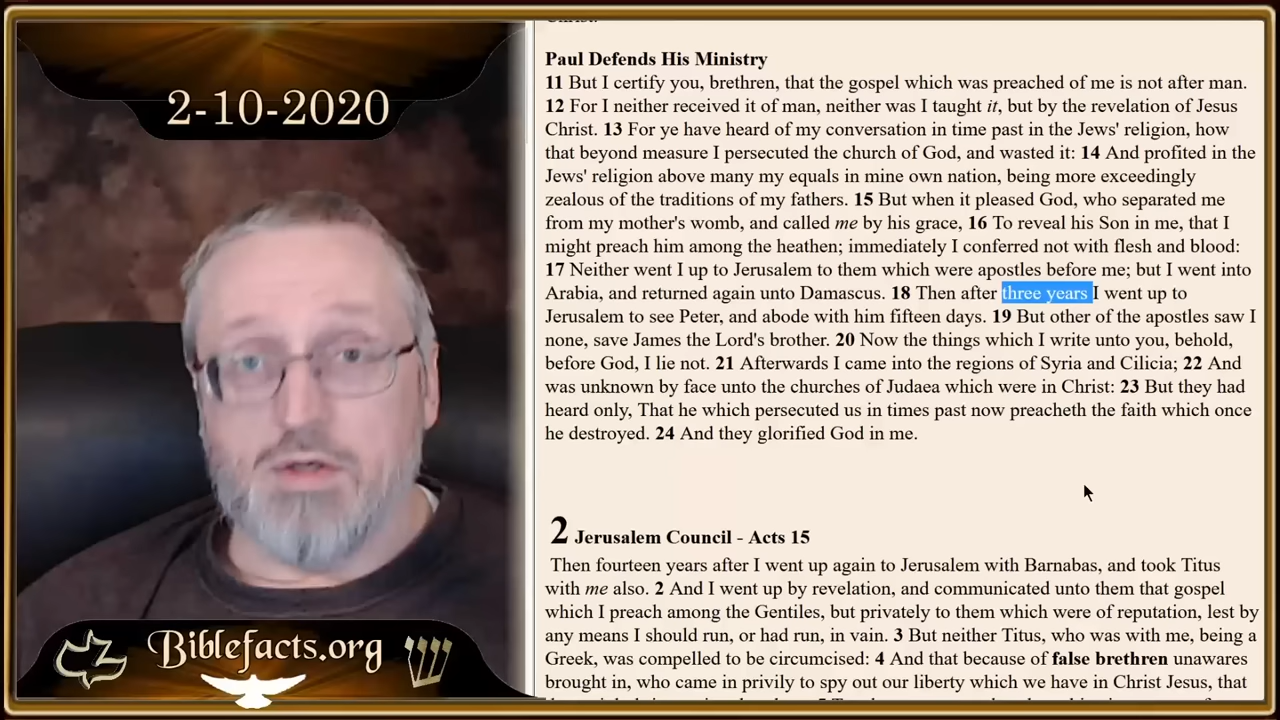 2-10-2020
Biblefacts.org
Christ.
Paul Defends His Ministry
11 But I certify you, brethren, that the gospel which was preached of me is not after man.
12 For I neither received it of man, neither was I taught it, but by the revelation of Jesus
Christ. 13 For ye have heard of my conversation in time past in the Jews' religion, how
that beyond measure I persecuted the church of God, and wasted it: 14 And profited in the
Jews' religion above many my equals in mine own nation, being more exceedingly
zealous of the traditions of my fathers. 15 But when it pleased God, who separated me
from my mother's womb, and called me by his grace, 16 To reveal his Son in me, that I
might preach him among the heathen; immediately I conferred not with flesh and blood:
17 Neither went I up to Jerusalem to them which were apostles before me; but I went into
Arabia, and returned again unto Damascus. 18 Then after three years I went up to
Jerusalem to see Peter, and abode with him fifteen days. 19 But other of the apostles saw I
none, save James the Lord's brother. 20 Now the things which I write unto you, behold,
before God, I lie not. 21 Afterwards I came into the regions of Syria and Cilicia; 22 And
was unknown by face unto the churches of Judaea which were in Christ: 23 But they had
heard only, That he which persecuted us in times past now preacheth the faith which once
he destroyed. 24 And they glorified God in me.
2 Jerusalem Council - Acts 15
Then fourteen years after I went up again to Jerusalem with Barnabas, and took Titus
with me also. 2 And I went up by revelation, and communicated unto them that gospel
which I preach among the Gentiles, but privately to them which were of reputation, lest by
any means I should run, or had run, in vain. 3 But neither Titus, who was with me, being a
Greek, was compelled to be circumcised: 4 And that because of false brethren unawares
brought in, who came in privily to spy out our liberty which we have in Christ Jesus, that